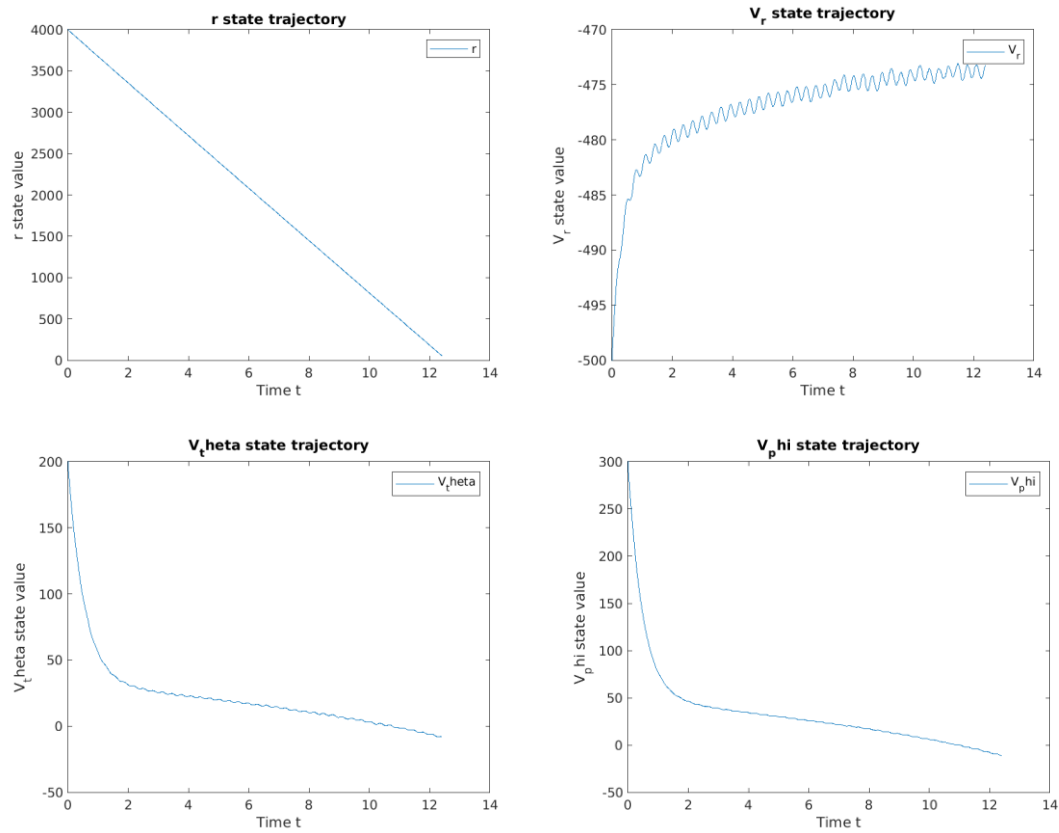 r state trajectory
r
4000
3500
3000
2500
2000
1500
1000
500
0
r state value
0 2 4 6 8 10 12 14
Time t
V_r state trajectory
V_r
-470
-475
-480
-485
-490
-495
-500
V_r state value
0 2 4 6 8 10 12 14
Time t
V_theta state trajectory
V_theta
200
150
100
50
0
-50
V_theta state value
0 2 4 6 8 10 12 14
Time t
V_phi state trajectory
V_phi
300
250
200
150
100
50
0
-50
V_phi state value
0 2 4 6 8 10 12 14
Time t